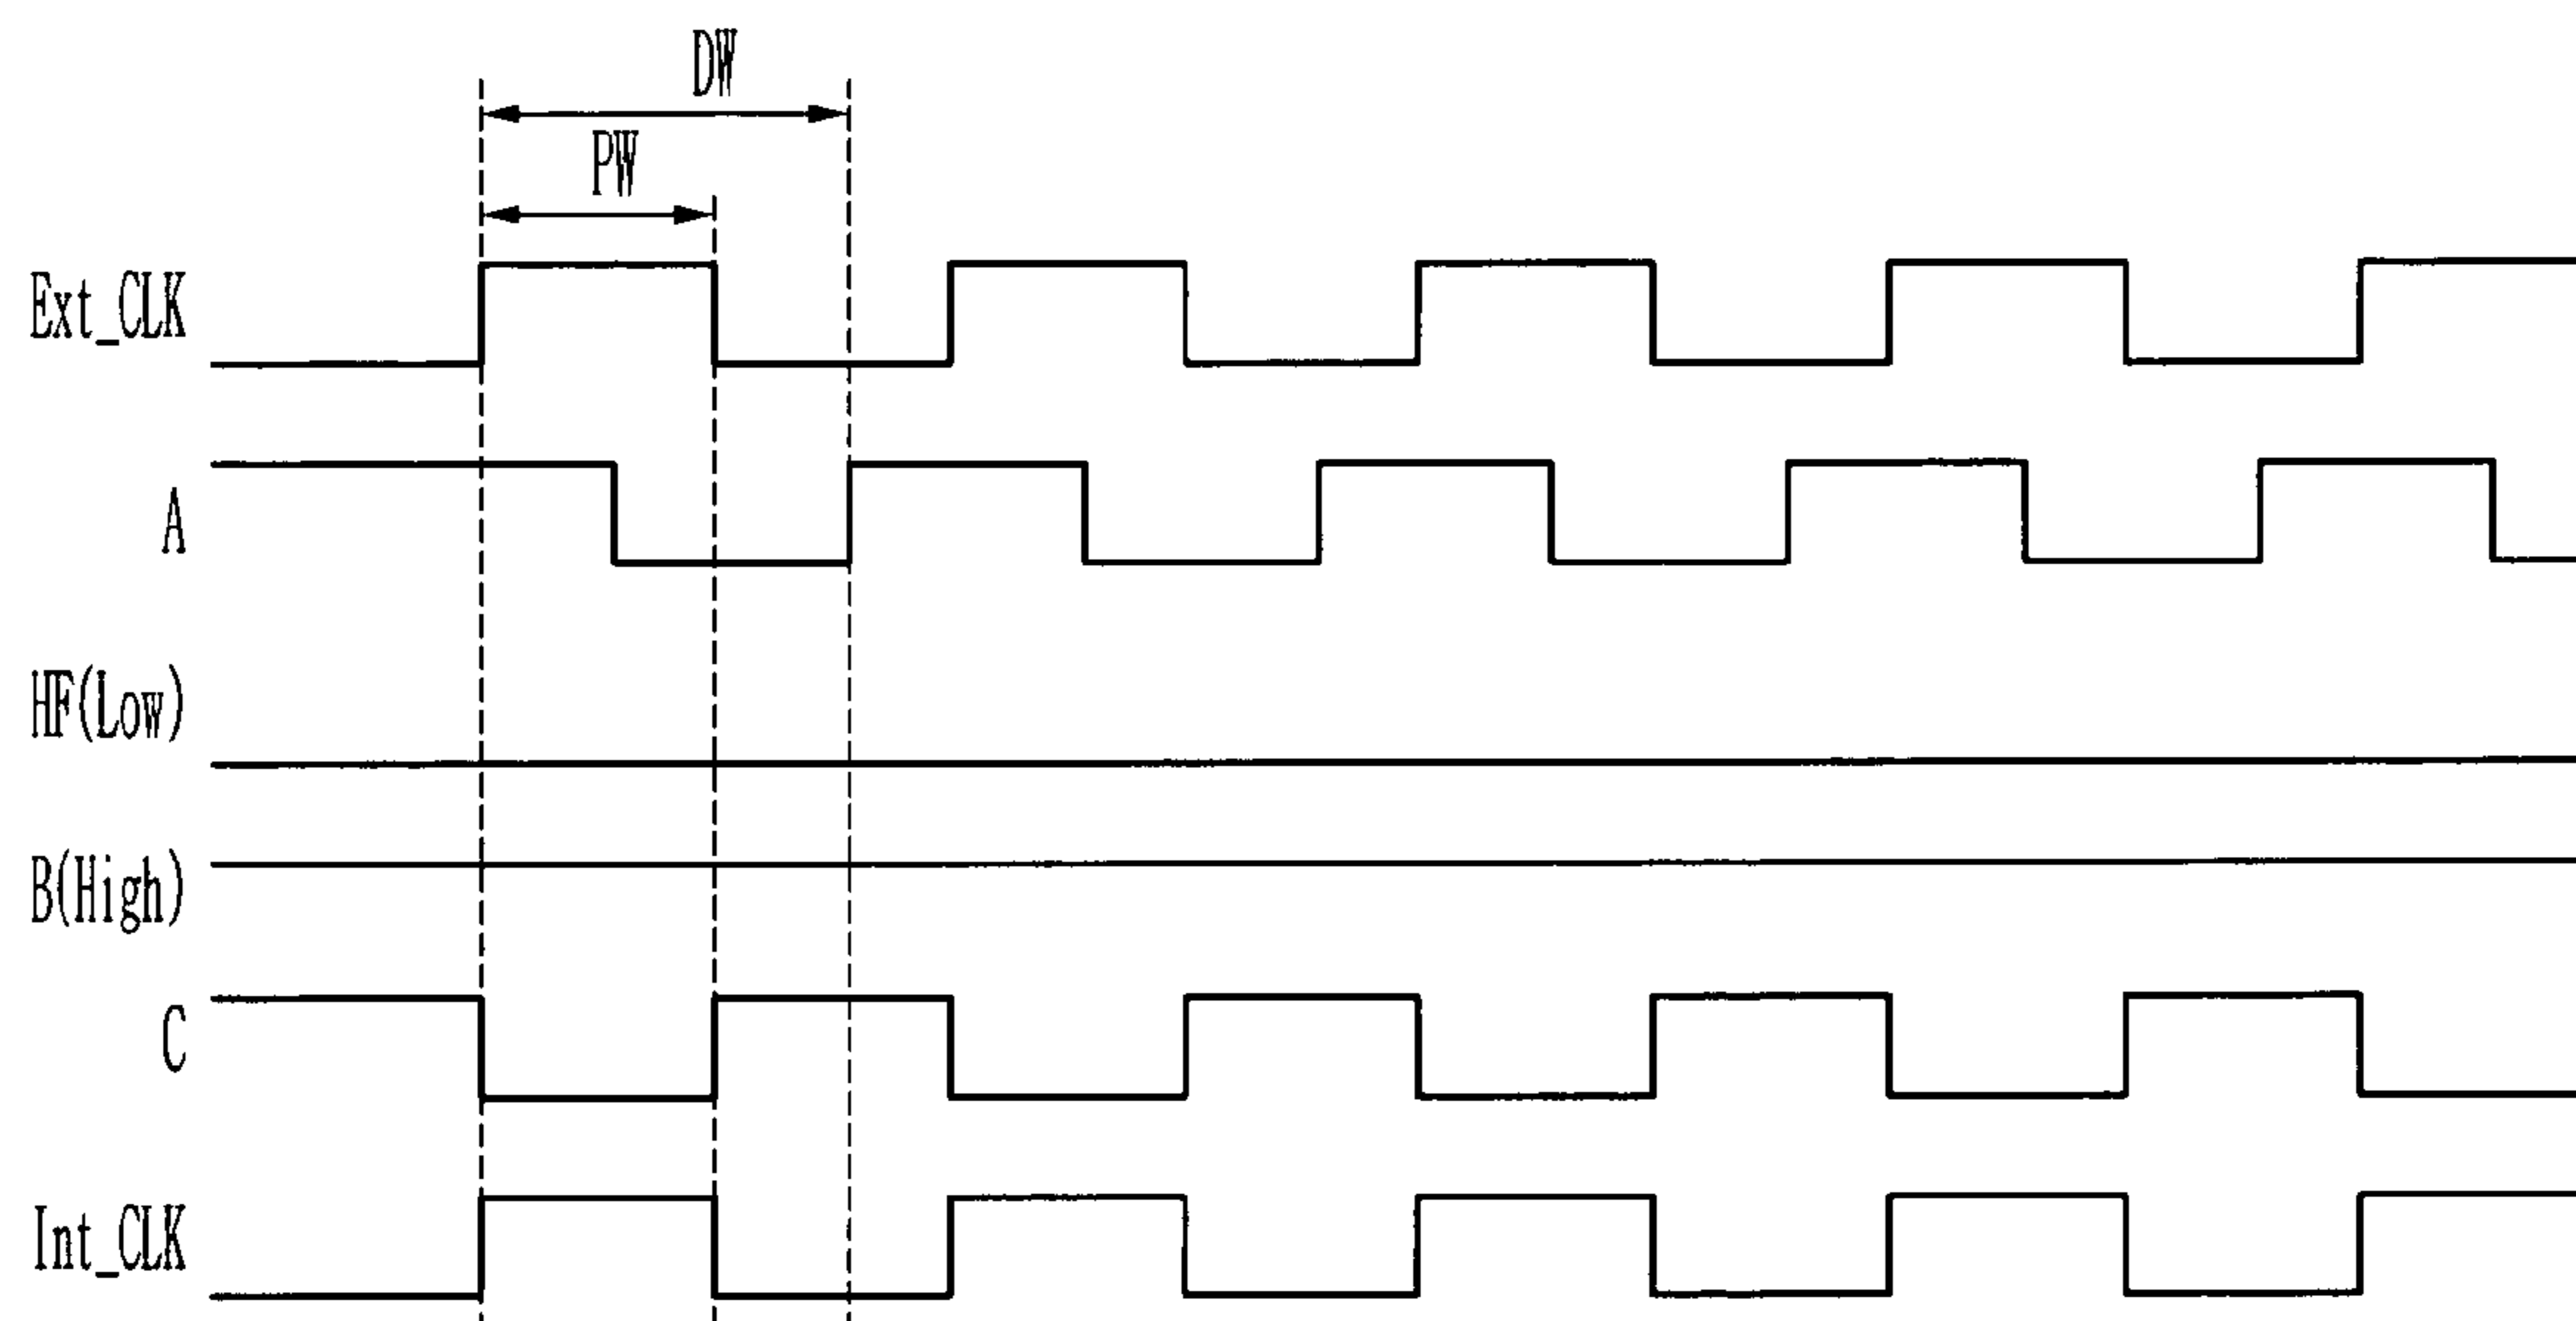 DW
PW
Ext_CLK
A
HF(Low)
B(High)
C
Int_CLK